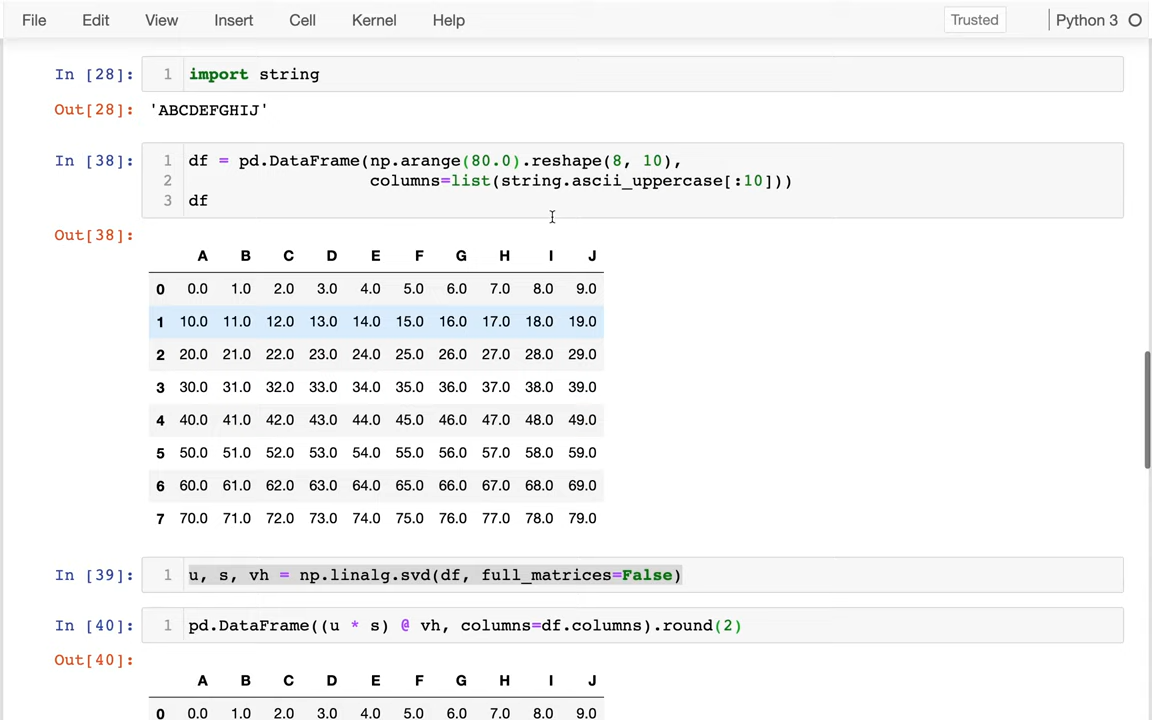 File Edit View Insert Cell Kernel Help Trusted Python 3
In [28]: 1 import string
Out[28]: 'ABCDEFGHIJ'
In [38]: 1 df = pd.DataFrame(np.arange(80.0).reshape(8, 10),
2 columns=list(string.ascii_uppercase[:10]))
3 df
Out[38]:
A B C D E F G H I J
0 0.0 1.0 2.0 3.0 4.0 5.0 6.0 7.0 8.0 9.0
1 10.0 11.0 12.0 13.0 14.0 15.0 16.0 17.0 18.0 19.0
2 20.0 21.0 22.0 23.0 24.0 25.0 26.0 27.0 28.0 29.0
3 30.0 31.0 32.0 33.0 34.0 35.0 36.0 37.0 38.0 39.0
4 40.0 41.0 42.0 43.0 44.0 45.0 46.0 47.0 48.0 49.0
5 50.0 51.0 52.0 53.0 54.0 55.0 56.0 57.0 58.0 59.0
6 60.0 61.0 62.0 63.0 64.0 65.0 66.0 67.0 68.0 69.0
7 70.0 71.0 72.0 73.0 74.0 75.0 76.0 77.0 78.0 79.0
In [39]: 1 u, s, vh = np.linalg.svd(df, full_matrices=False)
In [40]: 1 pd.DataFrame((u * s) @ vh, columns=df.columns).round(2)
Out[40]:
A B C D E F G H I J
0 0.0 1.0 2.0 3.0 4.0 5.0 6.0 7.0 8.0 9.0